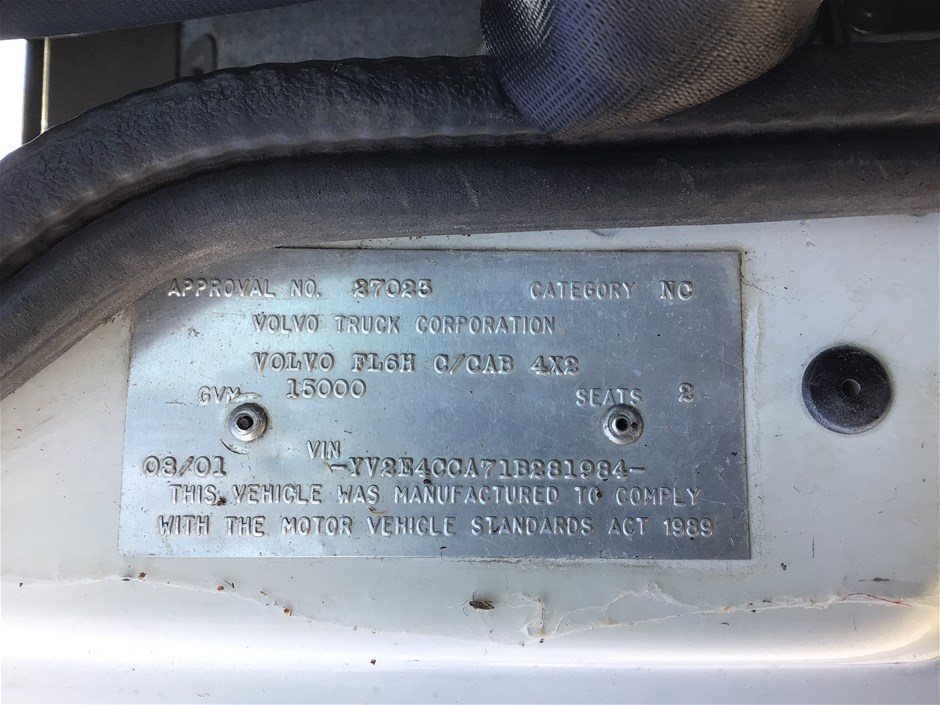 APPROVAL NO. 27025 CATEGORY NC
VOLVO TRUCK CORPORATION
VOLVO FL6H C/CAB 4X2
GVM 15000 SEATS 2
08/01 VIN -YV2E4CCA71B281984-
THIS VEHICLE WAS MANUFACTURED TO COMPLY
WITH THE MOTOR VEHICLE STANDARDS ACT 1989